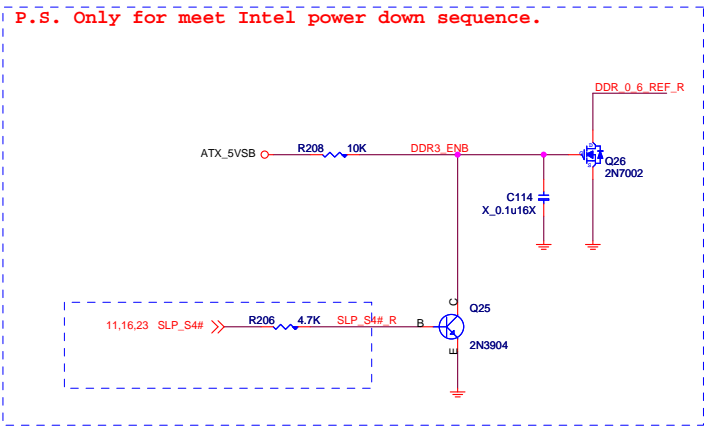 P.S. Only for meet Intel power down sequence.
DDR_0_6_REF_R
ATX_5VSB
R208 10K
DDR3_ENB
Q26
2N7002
C114
X_0.1u16X
11,16,23 SLP_S4#
R206 4.7K
SLP_S4#_R
B
C
E
Q25
2N3904